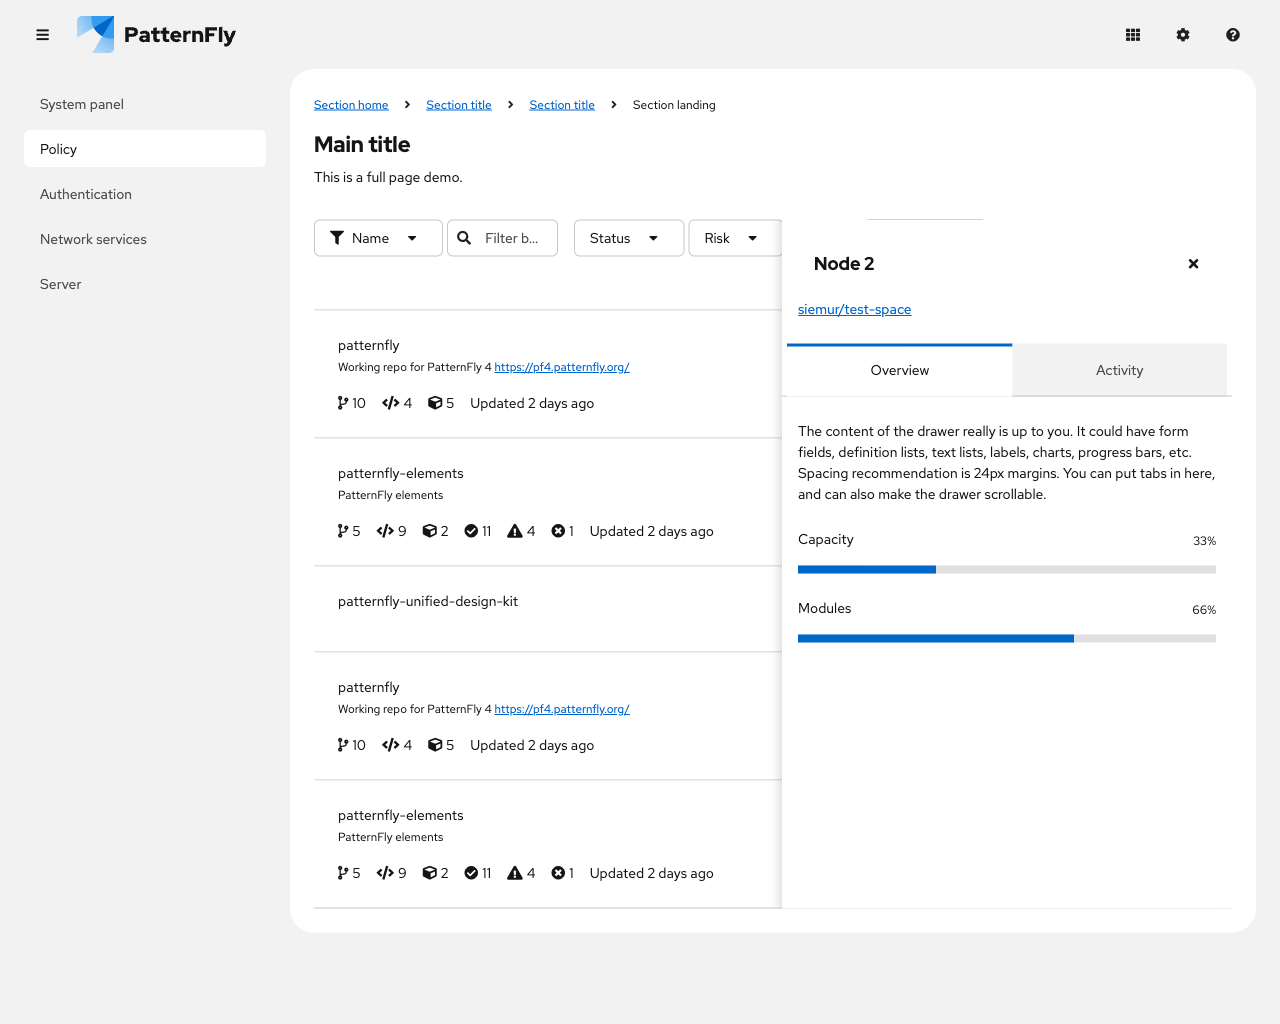 PatternFly
System panel
Policy
Authentication
Network services
Server
Section home
Section title
Section title
Section landing
Main title
This is a full page demo.
Name
Filter b...
Status
Risk
patternfly
Working repo for PatternFly 4 https://pf4.patternfly.org/
10 4 5 Updated 2 days ago
patternfly-elements
PatternFly elements
5 9 2 11 4 1 Updated 2 days ago
patternfly-unified-design-kit
patternfly
Working repo for PatternFly 4 https://pf4.patternfly.org/
10 4 5 Updated 2 days ago
patternfly-elements
PatternFly elements
5 9 2 11 4 1 Updated 2 days ago
Node 2
siemur/test-space
Overview
Activity
The content of the drawer really is up to you. It could have form
fields, definition lists, text lists, labels, charts, progress bars, etc.
Spacing recommendation is 24px margins. You can put tabs in here,
and can also make the drawer scrollable.
Capacity
33%
Modules
66%